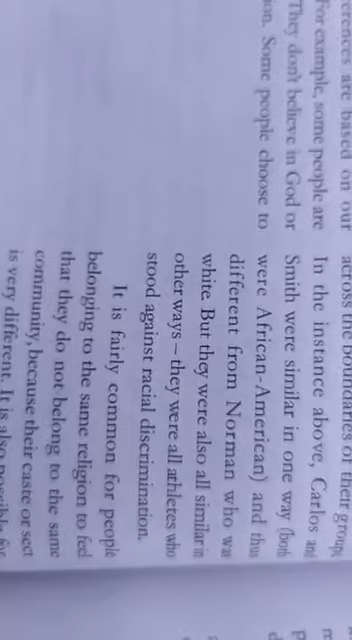 erences are based on our
For example, some people are
They don't believe in God or
ion. Some people choose to
across the boundaries of their groups
In the instance above, Carlos and
Smith were similar in one way (both
were African-American) and thus
different from Norman who was
white. But they were also all similar in
other ways – they were all athletes who
stood against racial discrimination.
It is fairly common for people
belonging to the same religion to feel
that they do not belong to the same
community, because their caste or sect
is very different. It is also possible for